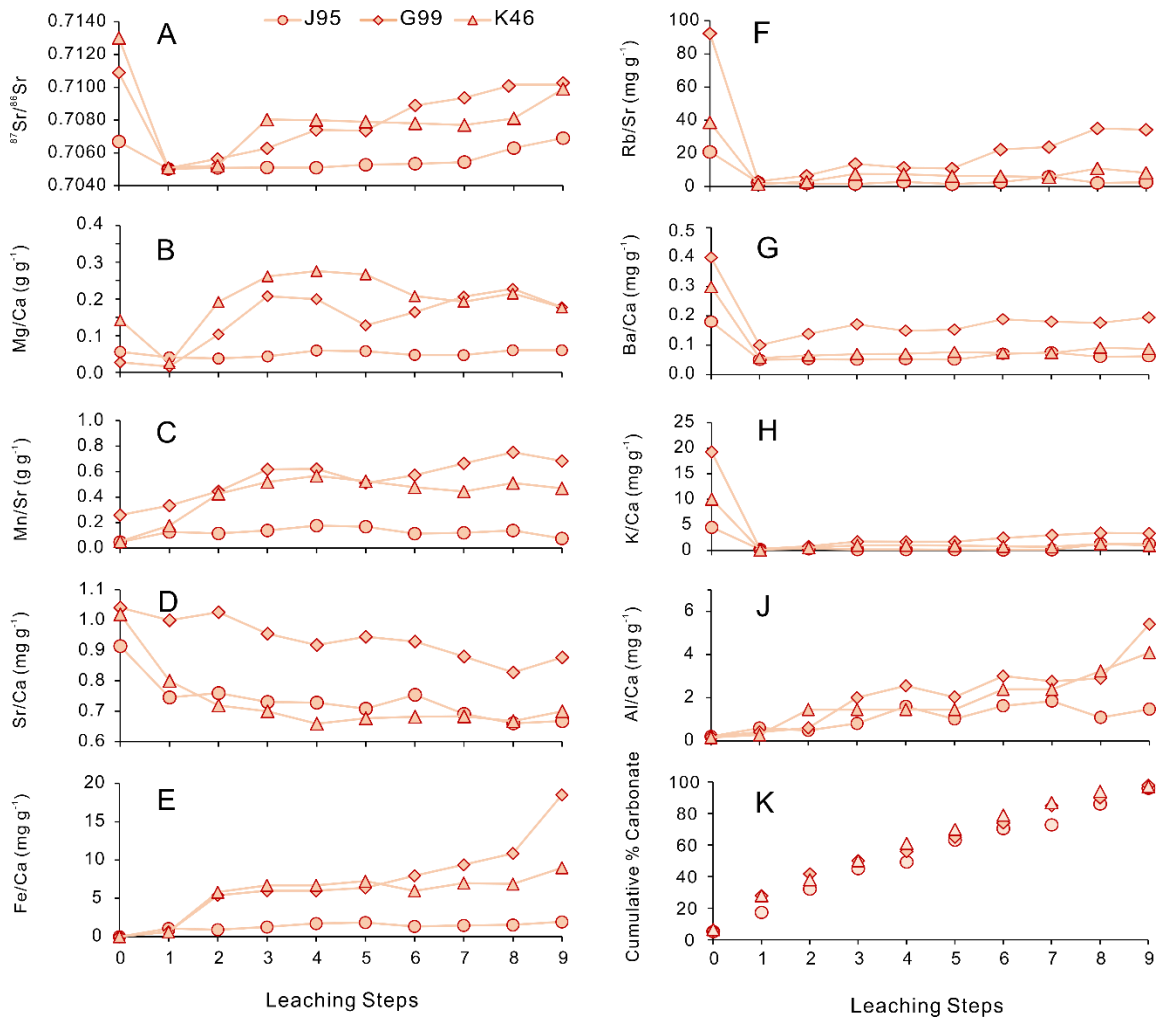 J95 G99 K46
A
0.7140
0.7120
0.7100
0.7080
0.7060
0.7040
⁸⁷Sr/⁸⁶Sr
B
0.4
0.3
0.2
0.1
0.0
Mg/Ca (g g⁻¹)
C
1.0
0.8
0.6
0.4
0.2
0.0
Mn/Sr (g g⁻¹)
D
1.1
1.0
0.9
0.8
0.7
0.6
Sr/Ca (mg g⁻¹)
E
20
15
10
5
0
Fe/Ca (mg g⁻¹)
0 1 2 3 4 5 6 7 8 9
Leaching Steps
F
100
80
60
40
20
0
Rb/Sr (mg g⁻¹)
G
0.5
0.4
0.3
0.2
0.1
0.0
Ba/Ca (mg g⁻¹)
H
25
20
15
10
5
0
K/Ca (mg g⁻¹)
J
6
4
2
0
Al/Ca (mg g⁻¹)
K
100
80
60
40
20
0
Cumulative % Carbonate
0 1 2 3 4 5 6 7 8 9
Leaching Steps